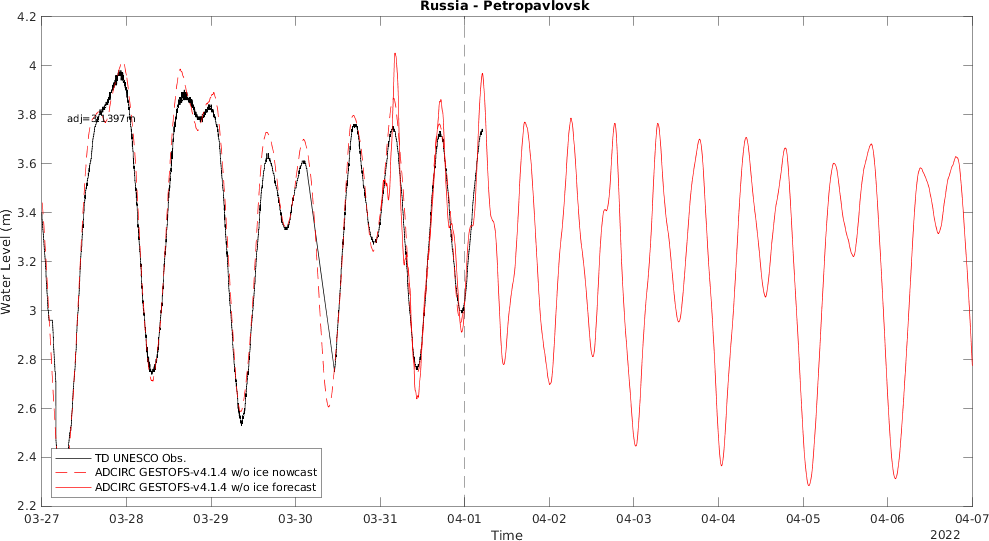 Russia - Petropavlovsk
4.2
4
3.8
3.6
3.4
3.2
3
2.8
2.6
2.4
2.2
Water Level (m)
TD UNESCO Obs.
ADCIRC GESTOFS-v4.1.4 w/o ice nowcast
ADCIRC GESTOFS-v4.1.4 w/o ice forecast
03-27 03-28 03-29 03-30 03-31 04-01 04-02 04-03 04-04 04-05 04-06 04-07
Time
2022